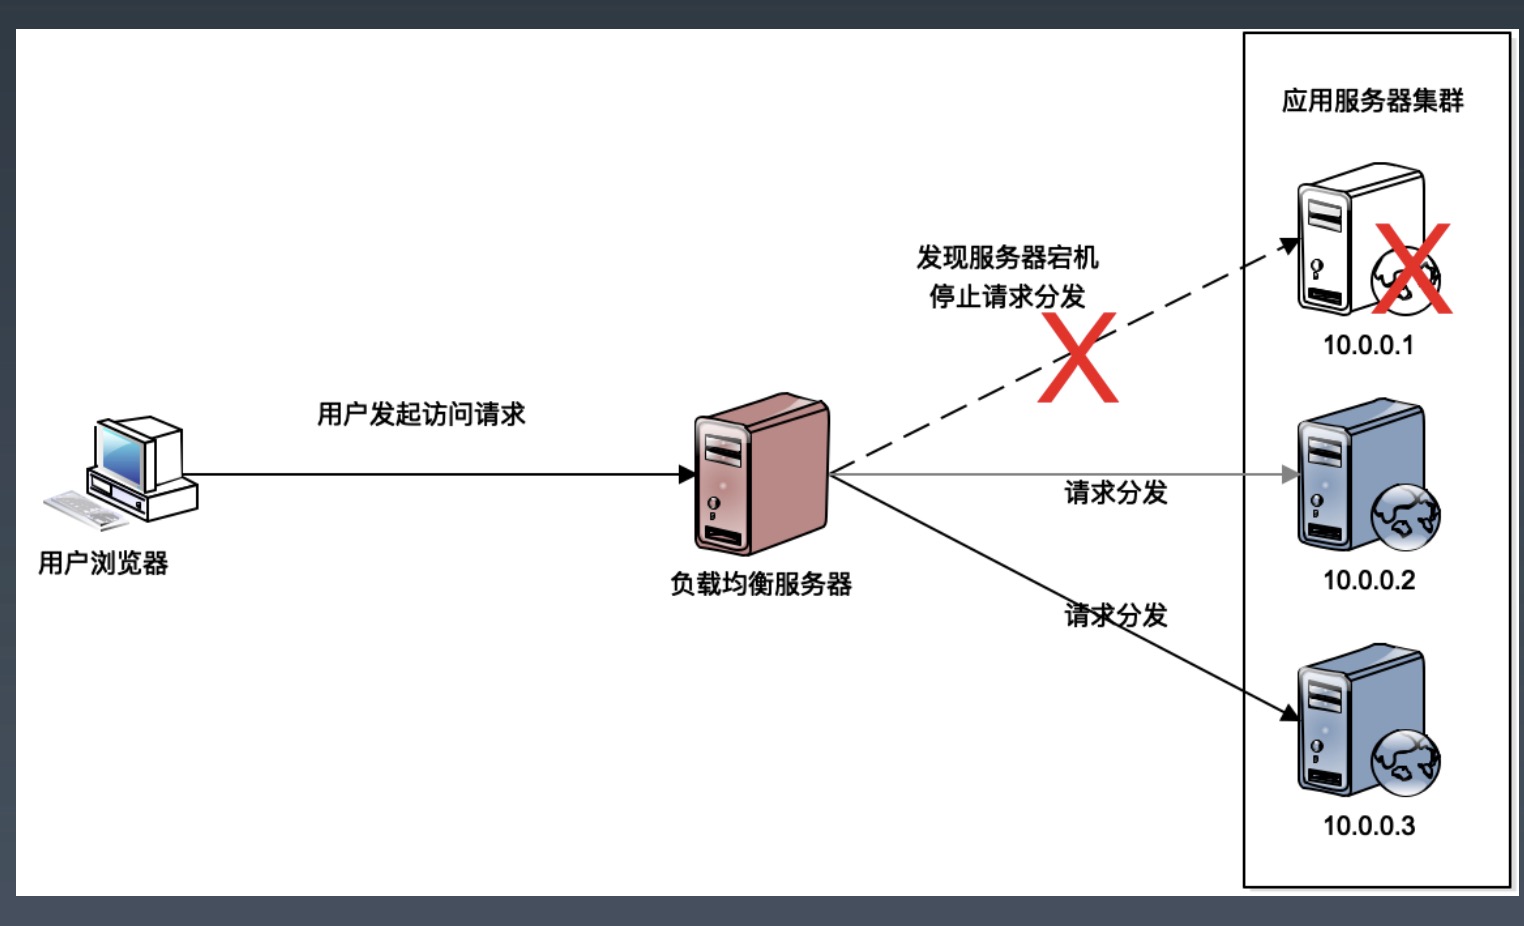 应用服务器集群
发现服务器宕机
停止请求分发
10.0.0.1
用户发起访问请求
请求分发
用户浏览器
负载均衡服务器
10.0.0.2
请求分发
10.0.0.3